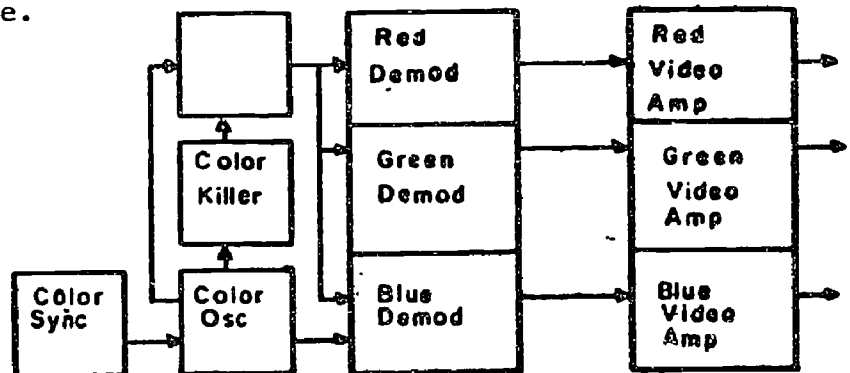 e.
Red
Demod
Red
Video
Amp
Color
Killer
Green
Demod
Green
Video
Amp
Color
Sync
Color
Osc
Blue
Demod
Blue
Video
Amp